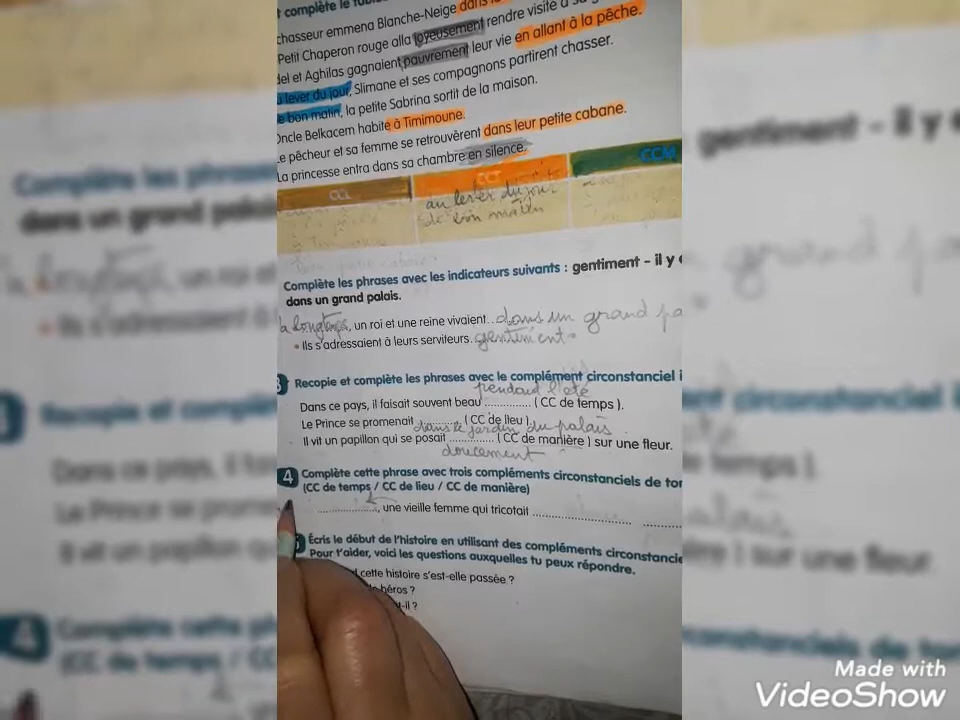 complète le
chasseur emmena Blanche-Neige dans
Petit Chaperon rouge alla joyeusement rendre visite à
el et Aghilas gagnaient pauvrement leur vie en allant à la pêche.
lever du jour, Slimane et ses compagnons partirent chasser.
e bon matin, la petite Sabrina sortit de la maison.
Oncle Belkacem habite à Timimoune.
e pêcheur et sa femme se retrouvèrent dans leur petite cabane.
La princesse entra dans sa chambre en silence.
CCL CCT CCM
au lever du jour
de bon matin
Complète les phrases avec les indicateurs suivants : gentiment - il y
dans un grand palais.
a longtemps, un roi et une reine vivaient... dans un grand pa
• Ils s'adressaient à leurs serviteurs. gentiment.
Recopie et complète les phrases avec le complément circonstanciel
pendant l'été
Dans ce pays, il faisait souvent beau .............. ( CC de temps ).
Le Prince se promenait .............. ( CC de lieu ).
dans le jardin du palais
Il vit un papillon qui se posait .............. ( CC de manière ) sur une fleur.
doucement
4 Complète cette phrase avec trois compléments circonstanciels de
(CC de temps / CC de lieu / CC de manière)
.................., une vieille femme qui tricotait ..............................
Écris le début de l'histoire en utilisant des compléments circonstancie
Pour t'aider, voici les questions auxquelles tu peux répondre.
cette histoire s'est-elle passée ?
héros ?
t-il ?
Made with
VideoShow